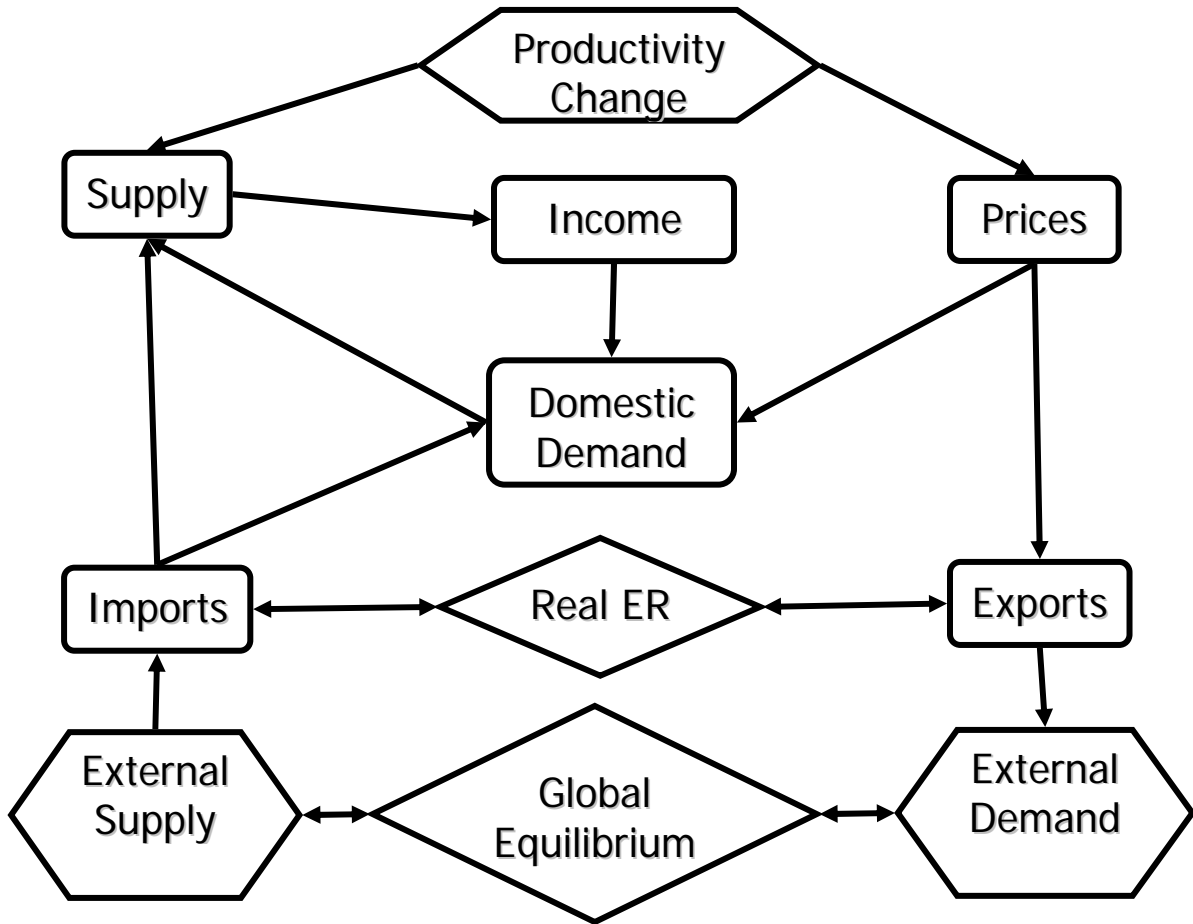 Productivity
Change
Supply
Income
Prices
Domestic
Demand
Imports
Real ER
Exports
External
Supply
Global
Equilibrium
External
Demand